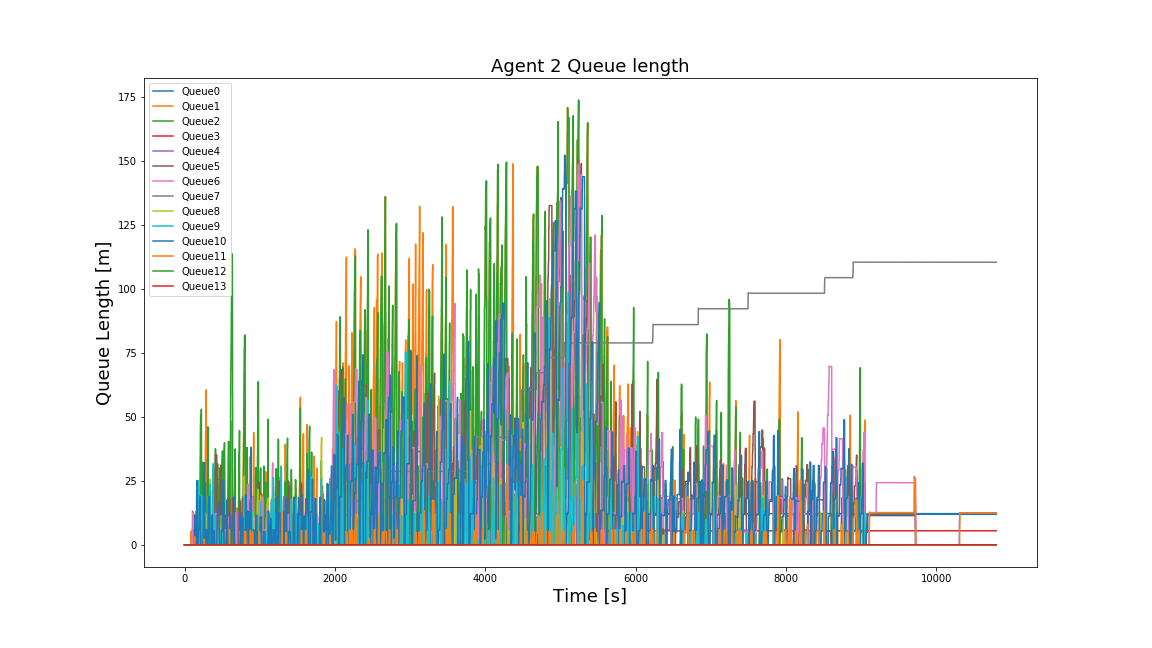 Agent 2 Queue length
Queue Length [m]
175
150
125
100
75
50
25
0
Queue0
Queue1
Queue2
Queue3
Queue4
Queue5
Queue6
Queue7
Queue8
Queue9
Queue10
Queue11
Queue12
Queue13
0 2000 4000 6000 8000 10000
Time [s]